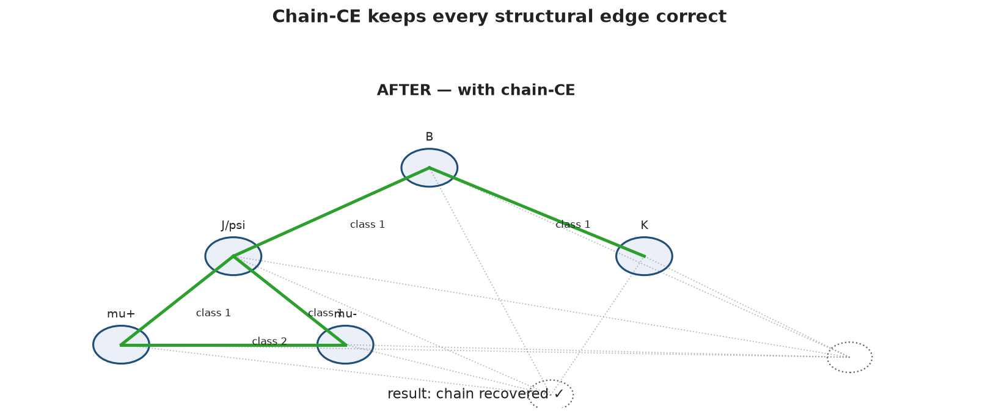 Chain-CE keeps every structural edge correct
AFTER — with chain-CE
B
J/psi
class 1
class 1
K
mu+
class 1
class 1
mu-
class 2
result: chain recovered ✓